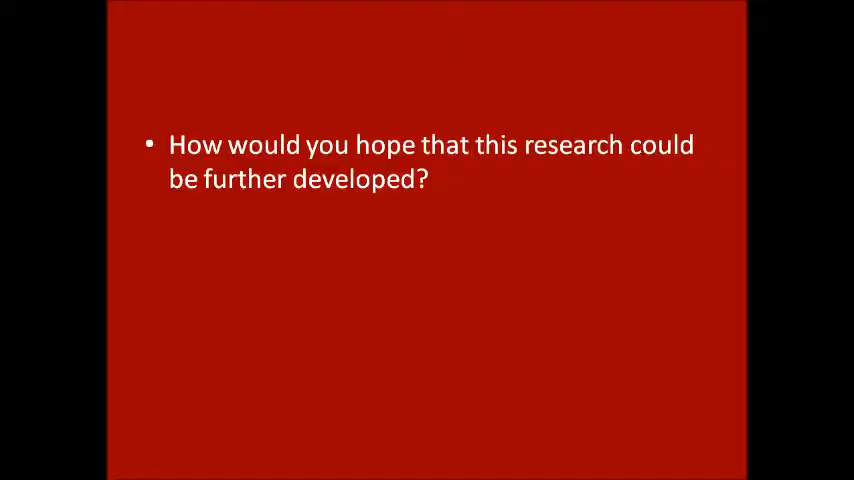 • How would you hope that this research could
be further developed?